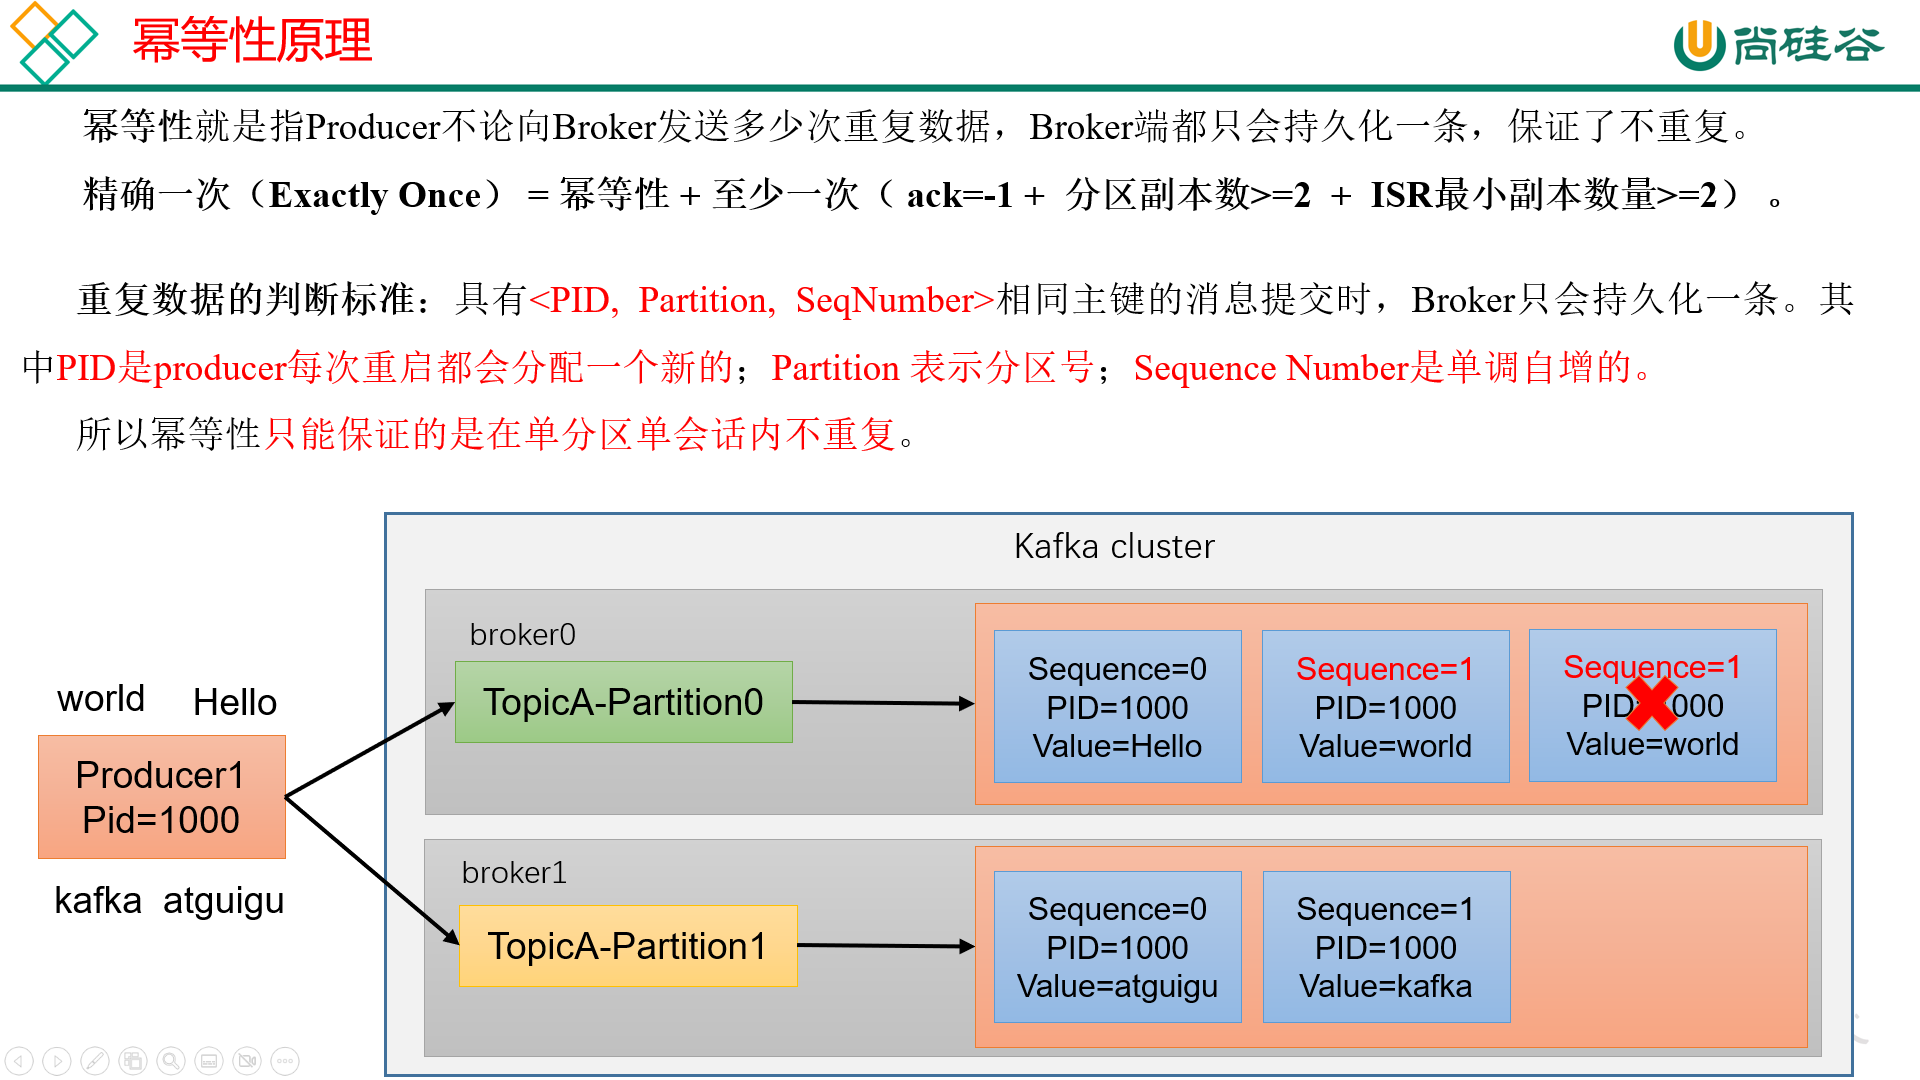 幂等性原理
尚硅谷
幂等性就是指Producer不论向Broker发送多少次重复数据，Broker端都只会持久化一条，保证了不重复。
精确一次（Exactly Once） = 幂等性 + 至少一次（ ack=-1 + 分区副本数>=2 + ISR最小副本数量>=2） 。
重复数据的判断标准：具有<PID, Partition, SeqNumber>相同主键的消息提交时，Broker只会持久化一条。其
中PID是producer每次重启都会分配一个新的；Partition 表示分区号；Sequence Number是单调自增的。
所以幂等性只能保证的是在单分区单会话内不重复。
Kafka cluster
broker0
TopicA-Partition0
Sequence=0
PID=1000
Value=Hello
Sequence=1
PID=1000
Value=world
Sequence=1
PID=1000
Value=world
world Hello
Producer1
Pid=1000
kafka atguigu
broker1
TopicA-Partition1
Sequence=0
PID=1000
Value=atguigu
Sequence=1
PID=1000
Value=kafka